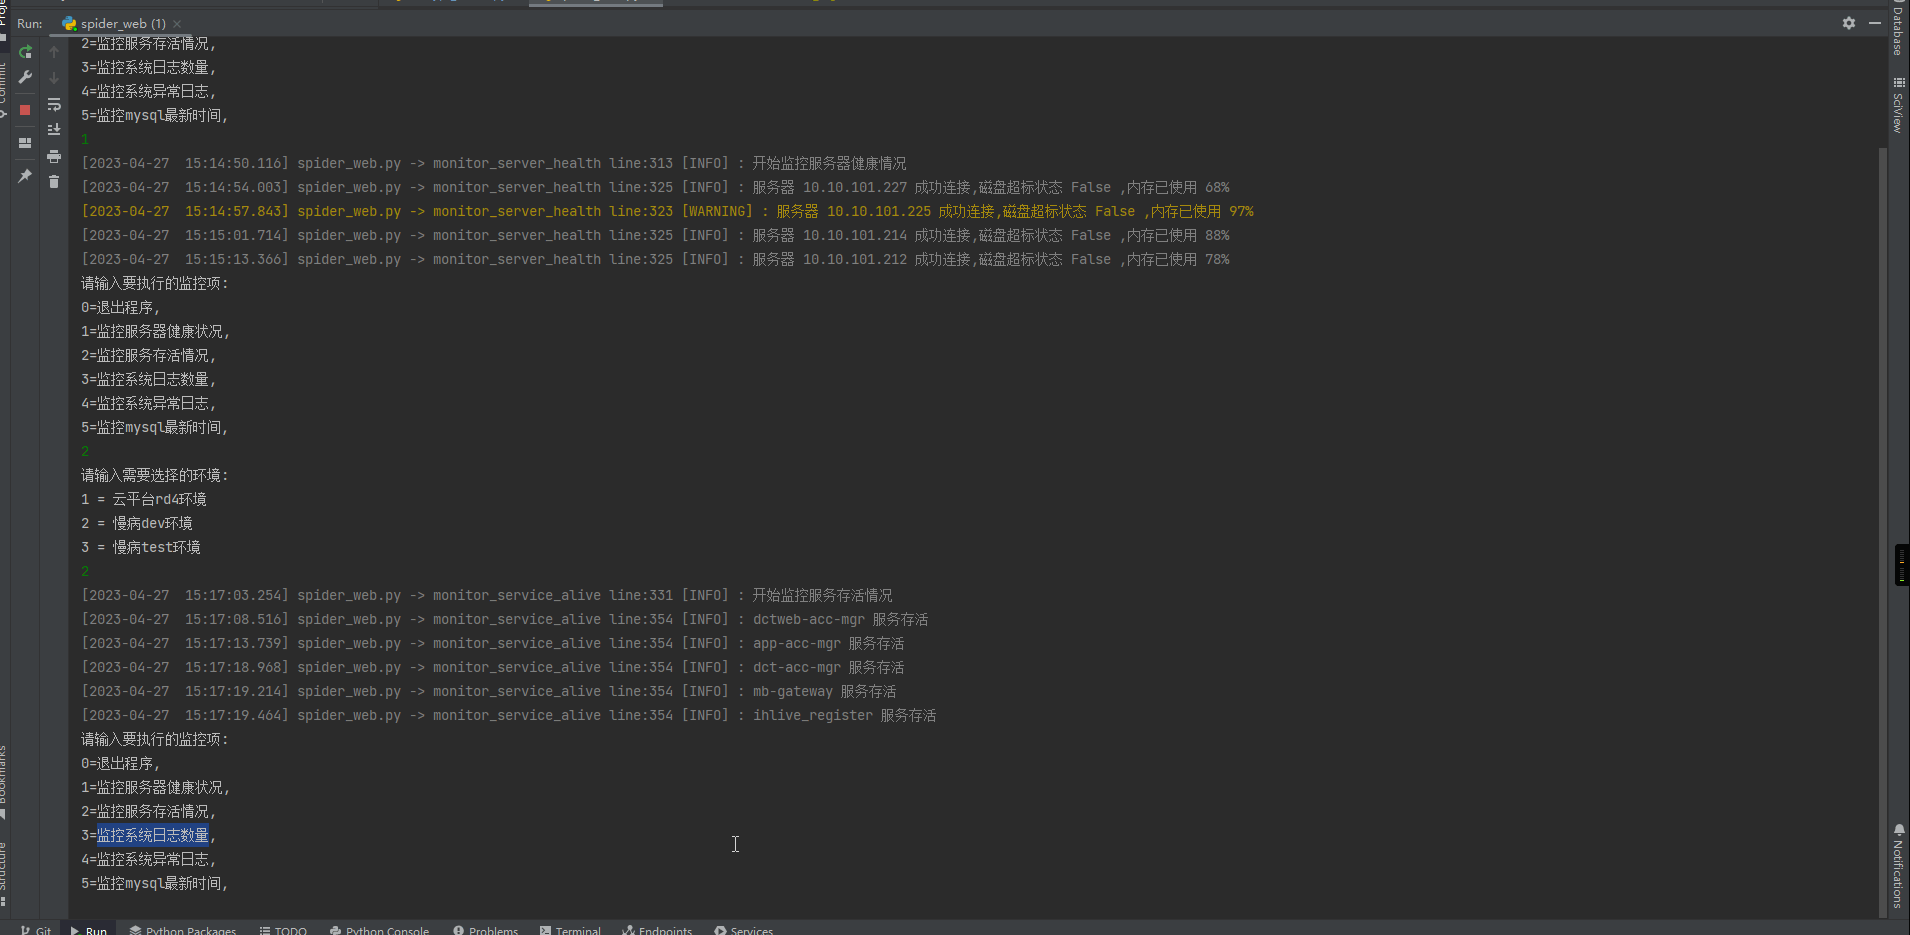 Run: spider_web (1)
2=监控服务存活情况,
3=监控系统日志数量,
4=监控系统异常日志,
5=监控mysql最新时间,
1
[2023-04-27  15:14:50.116] spider_web.py -> monitor_server_health line:313 [INFO] : 开始监控服务器健康情况
[2023-04-27  15:14:54.003] spider_web.py -> monitor_server_health line:325 [INFO] : 服务器 10.10.101.227 成功连接,磁盘超标状态 False ,内存已使用 68%
[2023-04-27  15:14:57.843] spider_web.py -> monitor_server_health line:323 [WARNING] : 服务器 10.10.101.225 成功连接,磁盘超标状态 False ,内存已使用 97%
[2023-04-27  15:15:01.714] spider_web.py -> monitor_server_health line:325 [INFO] : 服务器 10.10.101.214 成功连接,磁盘超标状态 False ,内存已使用 88%
[2023-04-27  15:15:13.366] spider_web.py -> monitor_server_health line:325 [INFO] : 服务器 10.10.101.212 成功连接,磁盘超标状态 False ,内存已使用 78%
请输入要执行的监控项:
0=退出程序,
1=监控服务器健康状况,
2=监控服务存活情况,
3=监控系统日志数量,
4=监控系统异常日志,
5=监控mysql最新时间,
2
请输入需要选择的环境:
1 = 云平台rd4环境
2 = 慢病dev环境
3 = 慢病test环境
2
[2023-04-27  15:17:03.254] spider_web.py -> monitor_service_alive line:331 [INFO] : 开始监控服务存活情况
[2023-04-27  15:17:08.516] spider_web.py -> monitor_service_alive line:354 [INFO] : dctweb-acc-mgr 服务存活
[2023-04-27  15:17:13.739] spider_web.py -> monitor_service_alive line:354 [INFO] : app-acc-mgr 服务存活
[2023-04-27  15:17:18.968] spider_web.py -> monitor_service_alive line:354 [INFO] : dct-acc-mgr 服务存活
[2023-04-27  15:17:19.214] spider_web.py -> monitor_service_alive line:354 [INFO] : mb-gateway 服务存活
[2023-04-27  15:17:19.464] spider_web.py -> monitor_service_alive line:354 [INFO] : ihlive_register 服务存活
请输入要执行的监控项:
0=退出程序,
1=监控服务器健康状况,
2=监控服务存活情况,
3=监控系统日志数量,
4=监控系统异常日志,
5=监控mysql最新时间,
Database
SciView
Notifications
Commit
Bookmarks
Structure
Git Run Python Packages TODO Python Console Problems Terminal Endpoints Services